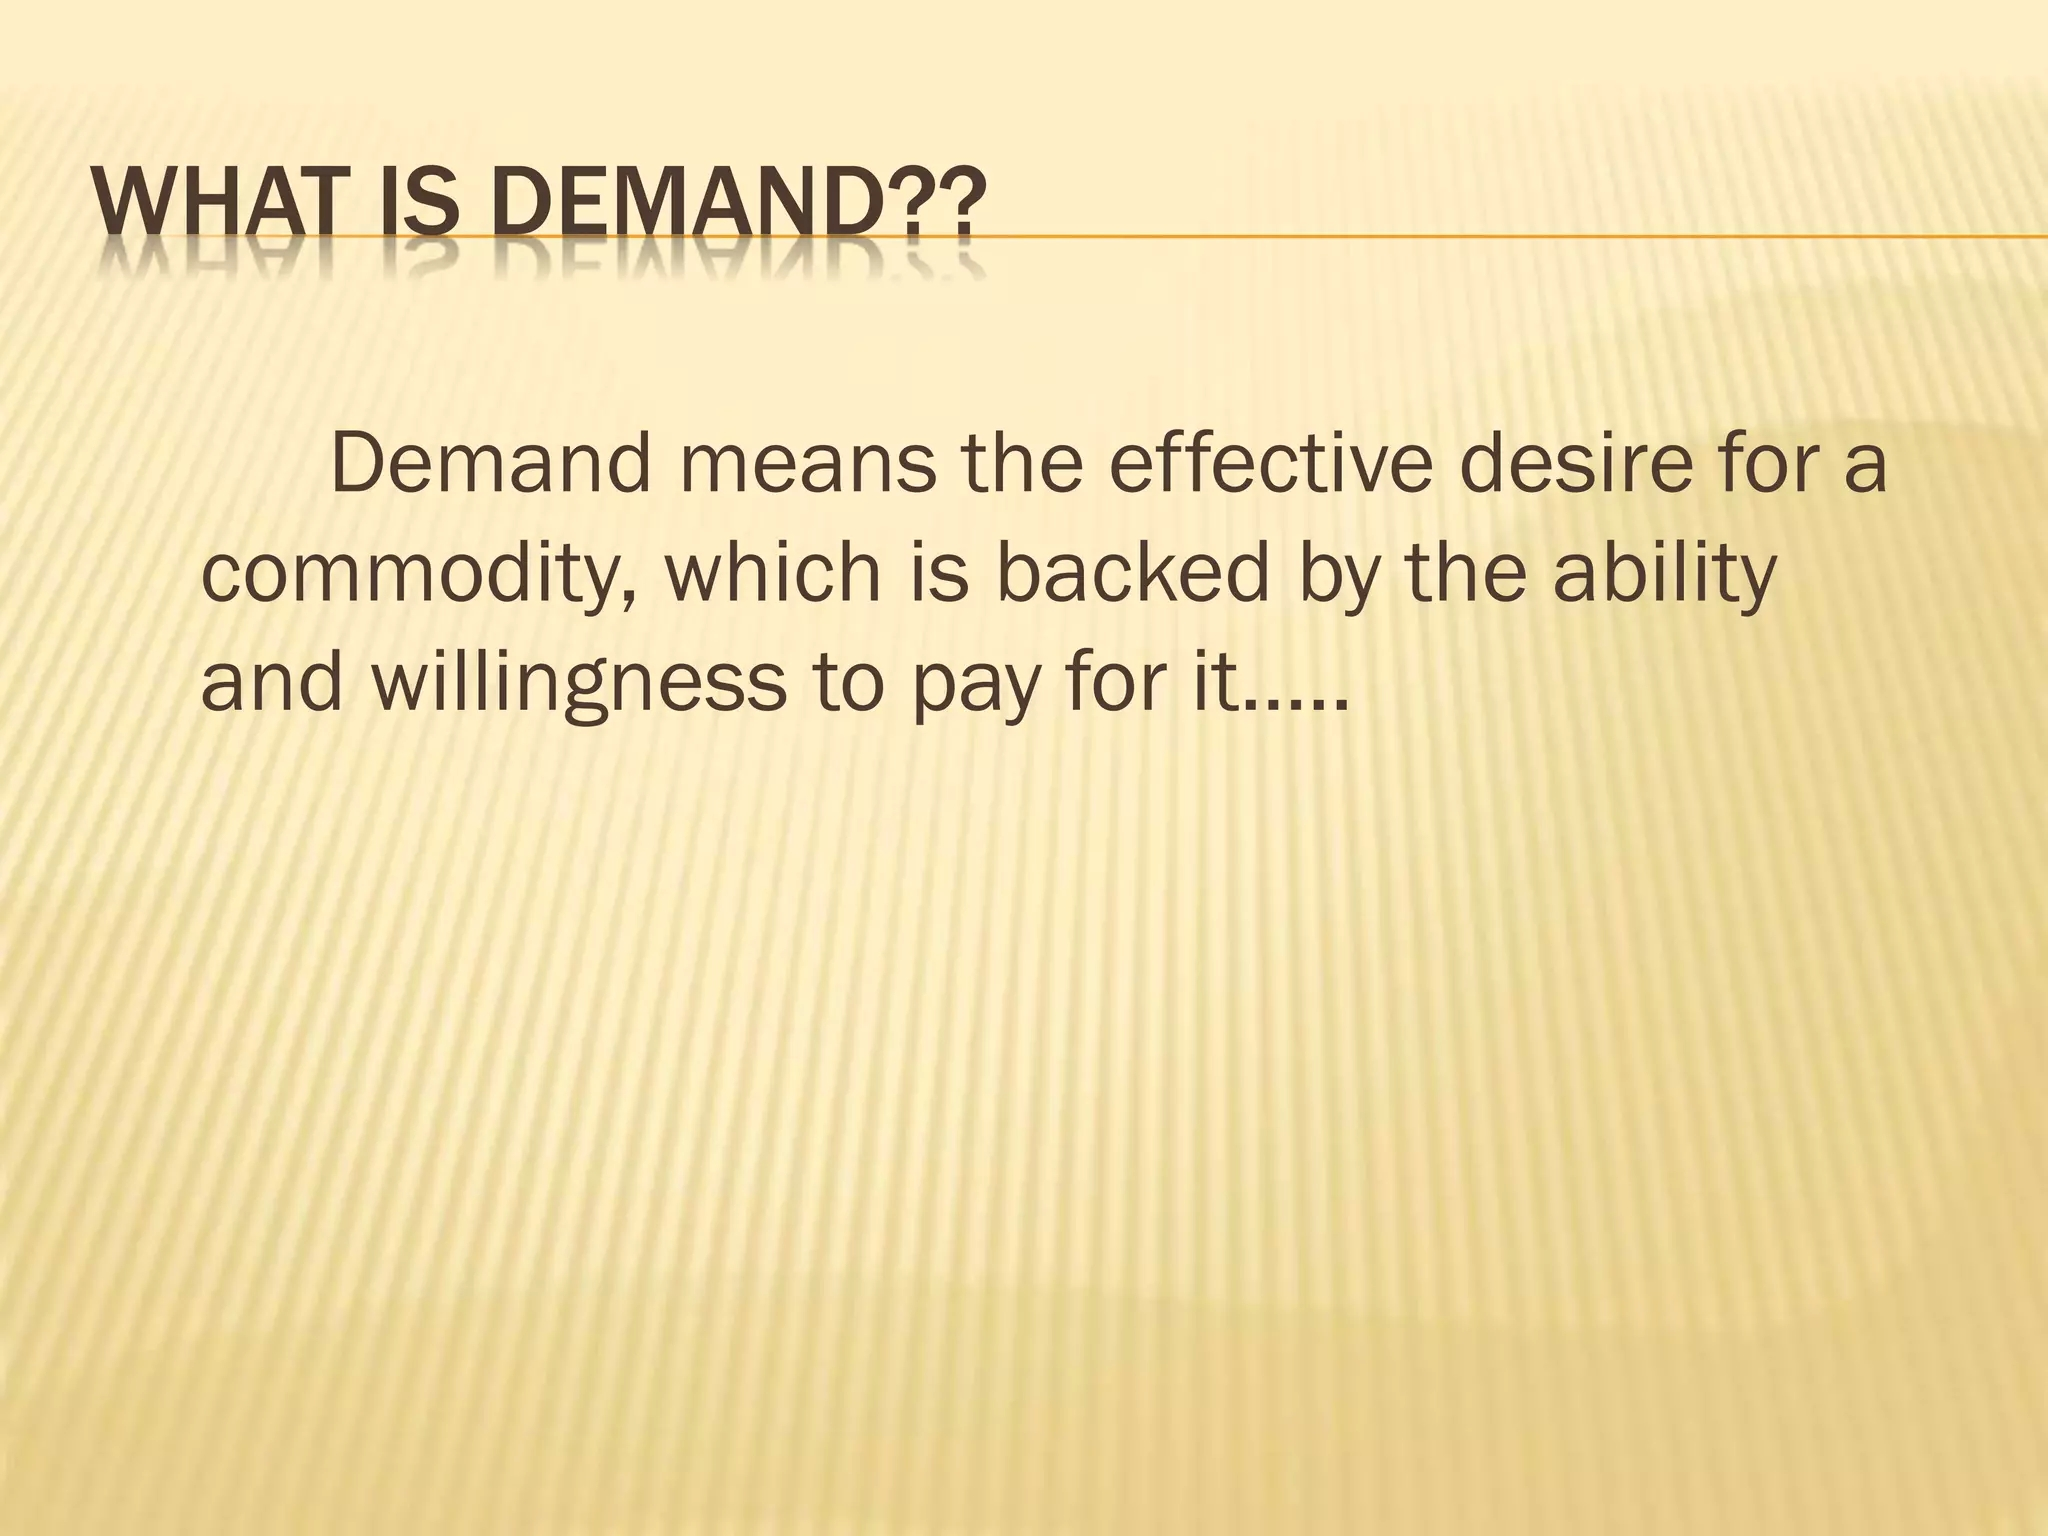 WHAT IS DEMAND??
Demand means the effective desire for a
commodity, which is backed by the ability
and willingness to pay for it.....